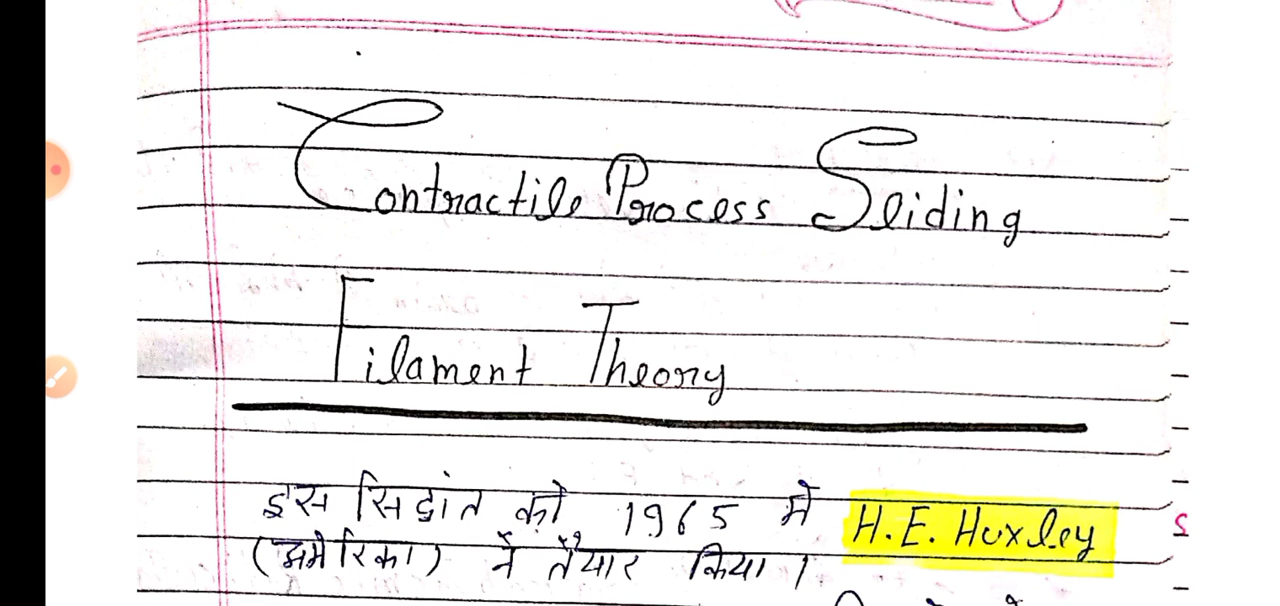 Contractile Process Sliding
Filament Theory
इस सिद्धांत को 1965 में H.E. Huxley
(अमेरिका) ने तैयार किया।